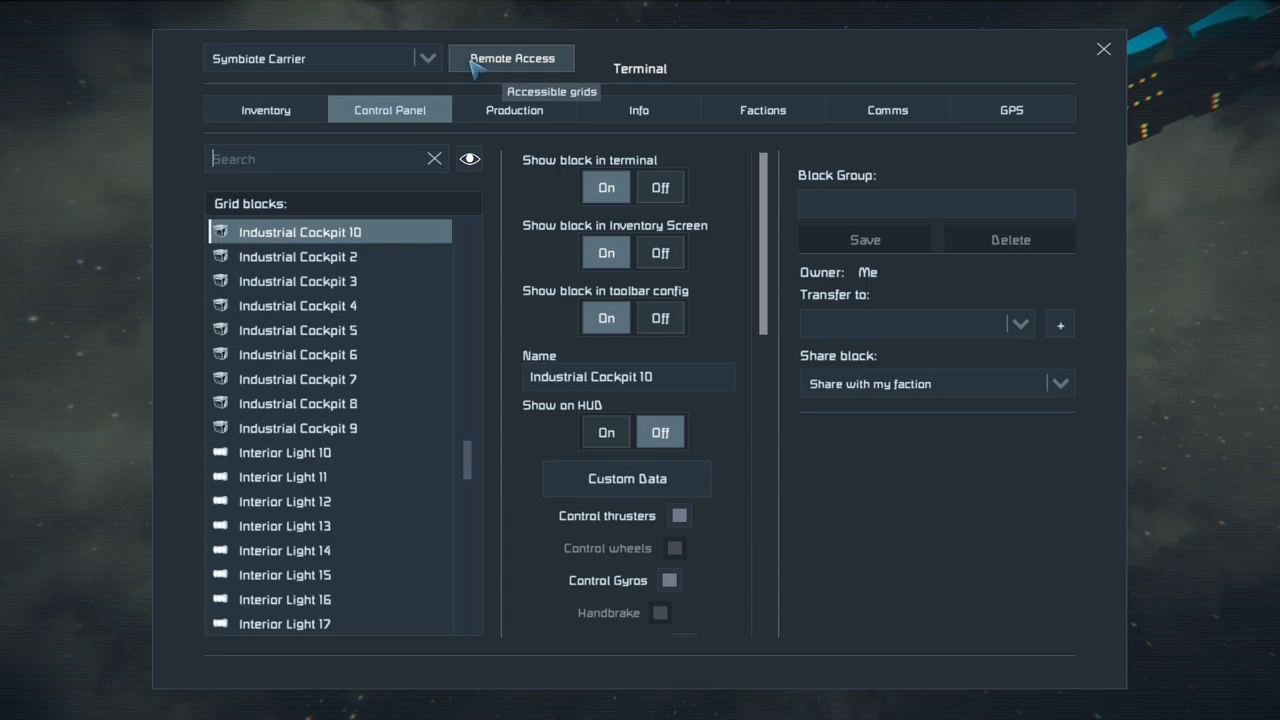 Symbiote Carrier
Remote Access
Terminal
Accessible grids
Inventory
Control Panel
Production
Info
Factions
Comms
GPS
Search
Grid blocks:
Industrial Cockpit 10
Industrial Cockpit 2
Industrial Cockpit 3
Industrial Cockpit 4
Industrial Cockpit 5
Industrial Cockpit 6
Industrial Cockpit 7
Industrial Cockpit 8
Industrial Cockpit 9
Interior Light 10
Interior Light 11
Interior Light 12
Interior Light 13
Interior Light 14
Interior Light 15
Interior Light 16
Interior Light 17
Show block in terminal
On Off
Show block in Inventory Screen
On Off
Show block in toolbar config
On Off
Name
Industrial Cockpit 10
Show on HUD
On Off
Custom Data
Control thrusters
Control wheels
Control Gyros
Handbrake
Block Group:
Save Delete
Owner: Me
Transfer to:
+
Share block:
Share with my faction